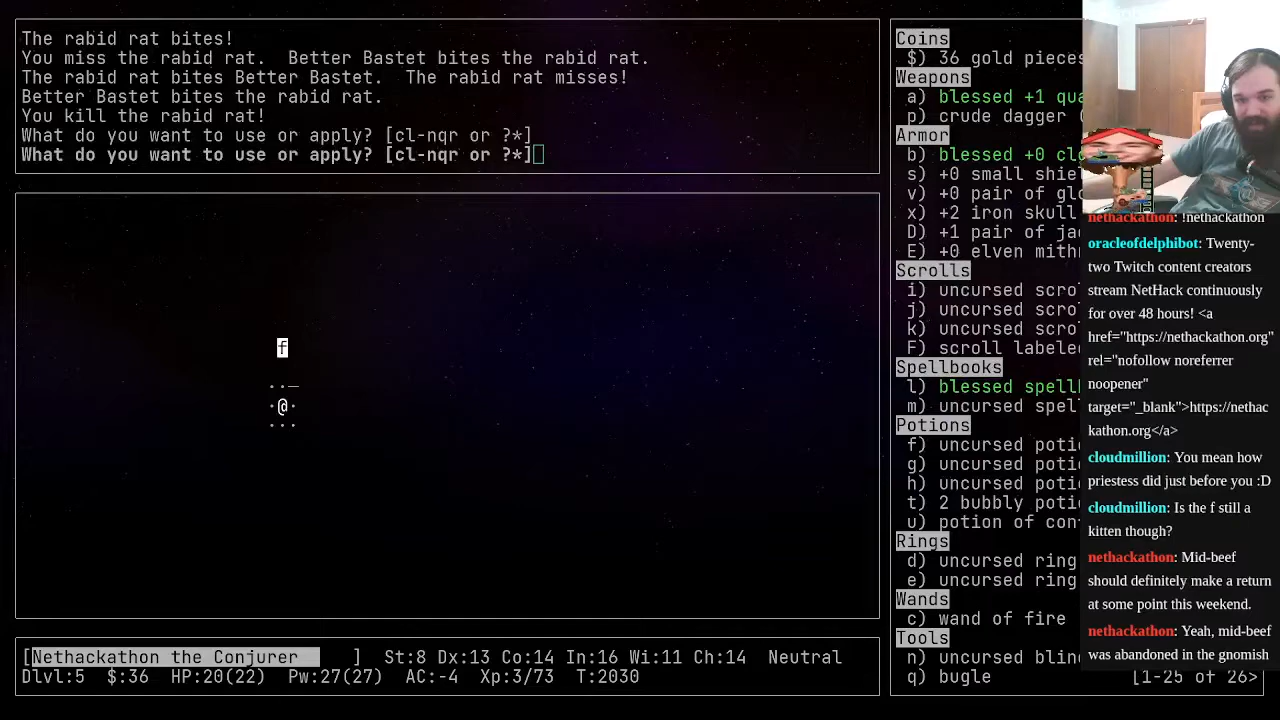 The rabid rat bites!
You miss the rabid rat.  Better Bastet bites the rabid rat.
The rabid rat bites Better Bastet.  The rabid rat misses!
Better Bastet bites the rabid rat.
You kill the rabid rat!
What do you want to use or apply? [cl-nqr or ?*]
What do you want to use or apply? [cl-nqr or ?*]
f
..—
.@.
...
[Nethackathon the Conjurer ] St:8 Dx:13 Co:14 In:16 Wi:11 Ch:14 Neutral
Dlvl:5 $:36 HP:20(22) Pw:27(27) AC:-4 Xp:3/73 T:2030
Coins
$) 36 gold pieces
Weapons
a) blessed +1 qua
p) crude dagger (
Armor
b) blessed +0 clo
s) +0 small shie
v) +0 pair of glo
x) +2 iron skull
D) +1 pair of ja
E) +0 elven mith
Scrolls
i) uncursed scro
j) uncursed scro
k) uncursed scro
F) scroll labele
Spellbooks
l) blessed spell
m) uncursed spel
Potions
f) uncursed poti
g) uncursed poti
h) uncursed poti
t) 2 bubbly poti
u) potion of con
Rings
d) uncursed ring
e) uncursed ring
Wands
c) wand of fire
Tools
n) uncursed blin
q) bugle
[1-25 of 26>
nethackathon: !nethackathon
oracleofdelphibot: Twenty-
two Twitch content creators
stream NetHack continuously
for over 48 hours! <a
href="https://nethackathon.org"
rel="nofollow noreferrer
noopener"
target="_blank">https://nethac
kathon.org</a>
cloudmillion: You mean how
priestess did just before you :D
cloudmillion: Is the f still a
kitten though?
nethackathon: Mid-beef
should definitely make a return
at some point this weekend.
nethackathon: Yeah, mid-beef
was abandoned in the gnomish